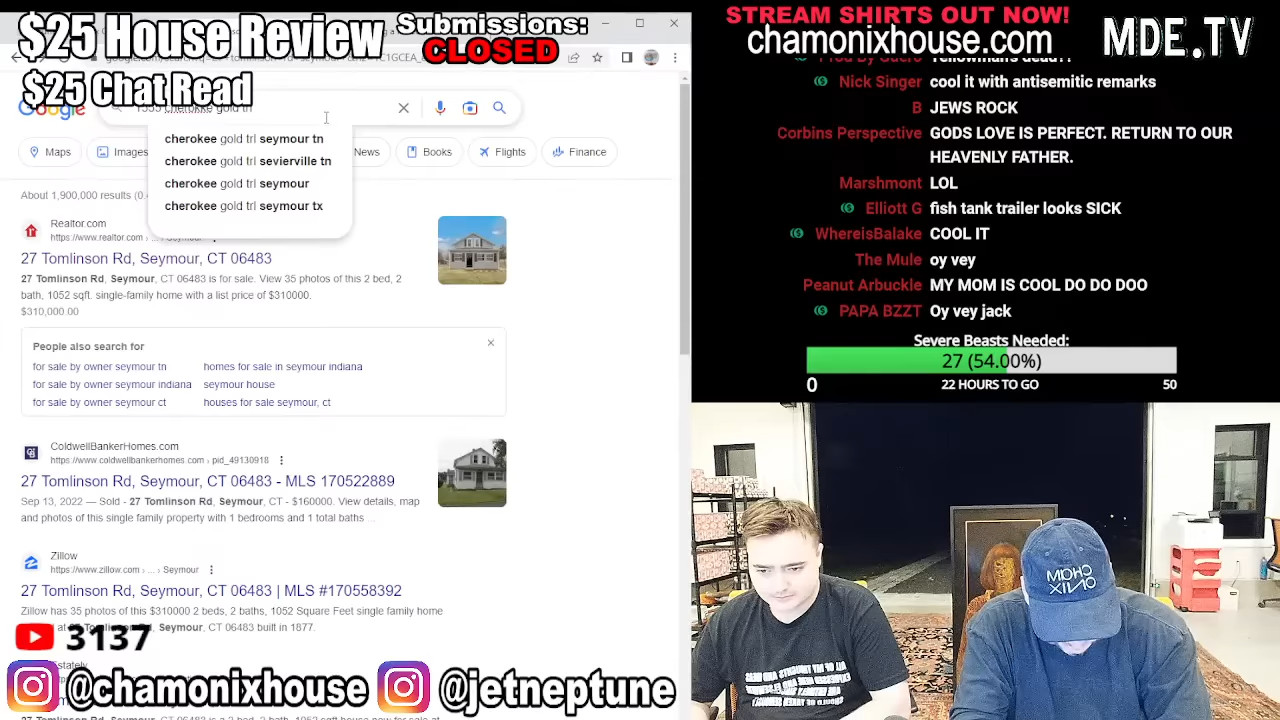 $25 House Review
Submissions:
CLOSED
$25 Chat Read
Google
cherokee gold trl
Maps
Images
News
Books
Flights
Finance
cherokee gold trl seymour tn
cherokee gold trl sevierville tn
cherokee gold trl seymour
cherokee gold trl seymour tx
About 1,900,000 results
Realtor.com
https://www.realtor.com
27 Tomlinson Rd, Seymour, CT 06483
27 Tomlinson Rd, Seymour, CT 06483 is for sale. View 35 photos of this 2 bed, 2
bath, 1052 sqft. single-family home with a list price of $310000.
$310,000.00
People also search for
for sale by owner seymour tn
homes for sale in seymour indiana
for sale by owner seymour indiana
seymour house
for sale by owner seymour ct
houses for sale seymour, ct
ColdwellBankerHomes.com
https://www.coldwellbankerhomes.com › pid_49130918
27 Tomlinson Rd, Seymour, CT 06483 - MLS 170522889
Sep 13, 2022 — Sold - 27 Tomlinson Rd, Seymour, CT - $160000. View details, map
and photos of this single family property with 1 bedrooms and 1 total baths ...
Zillow
https://www.zillow.com › ... › Seymour
27 Tomlinson Rd, Seymour, CT 06483 | MLS #170558392
Zillow has 35 photos of this $310000 2 beds, 2 baths, 1052 Square Feet single family home
Rd, Seymour, CT 06483 built in 1877.
3137
@chamonixhouse
@jetneptune
STREAM SHIRTS OUT NOW!
chamonixhouse.com
MDE.TV
Nick Singer cool it with antisemitic remarks
B JEWS ROCK
Corbins Perspective GODS LOVE IS PERFECT. RETURN TO OUR
HEAVENLY FATHER.
Marshmont LOL
Elliott G fish tank trailer looks SICK
WhereisBalake COOL IT
The Mule oy vey
Peanut Arbuckle MY MOM IS COOL DO DO DOO
PAPA BZZT Oy vey jack
Severe Beasts Needed:
27 (54.00%)
0
22 HOURS TO GO
50